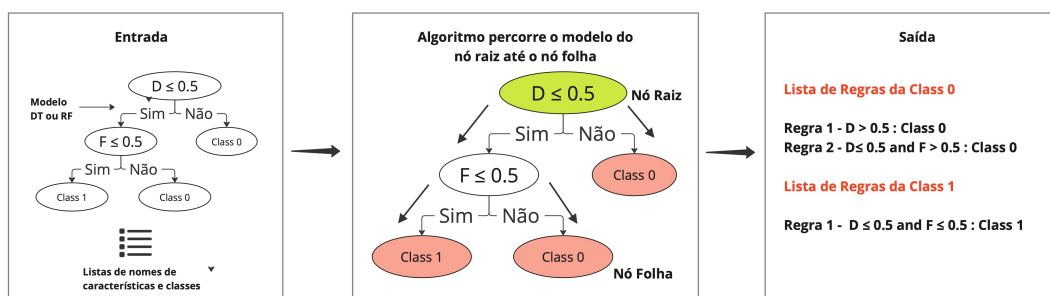 Entrada
D ≤ 0.5
Modelo
DT ou RF
Sim Não
F ≤ 0.5
Class 0
Sim Não
Class 1
Class 0
Listas de nomes de
características e classes
Algoritmo percorre o modelo do
nó raiz até o nó folha
D ≤ 0.5
Nó Raiz
Sim Não
F ≤ 0.5
Class 0
Sim Não
Class 1
Class 0
Nó Folha
Saída
Lista de Regras da Class 0
Regra 1 - D > 0.5 : Class 0
Regra 2 - D≤ 0.5 and F > 0.5 : Class 0
Lista de Regras da Class 1
Regra 1 - D ≤ 0.5 and F ≤ 0.5 : Class 1